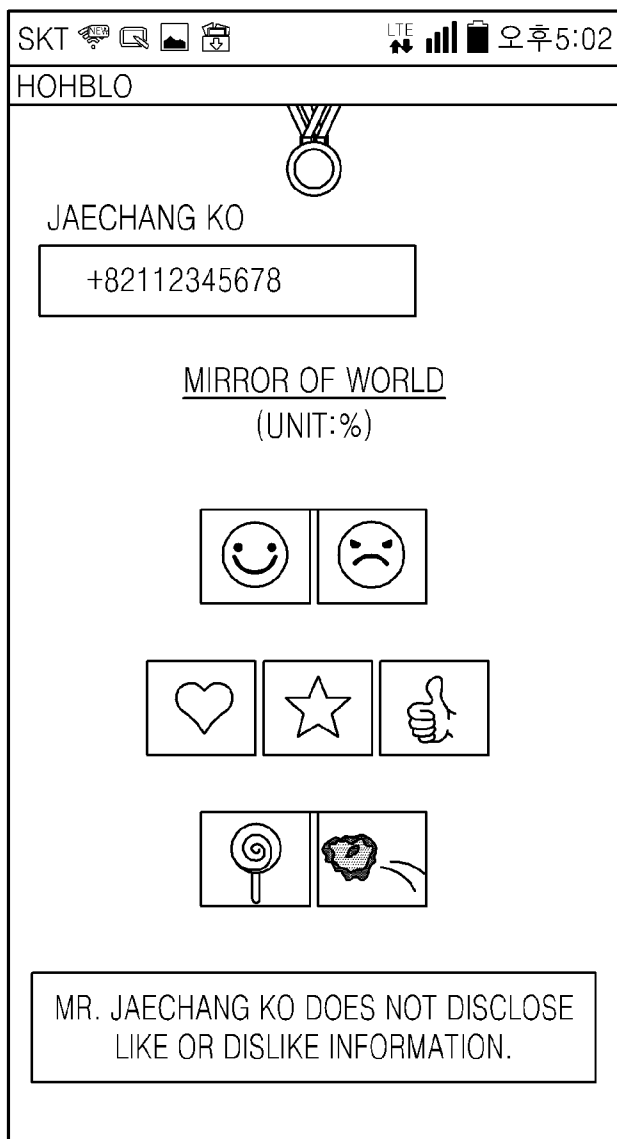 SKT NEW LTE 오후5:02
HOHBLO
JAECHANG KO
+82112345678
MIRROR OF WORLD
(UNIT:%)
MR. JAECHANG KO DOES NOT DISCLOSE
LIKE OR DISLIKE INFORMATION.